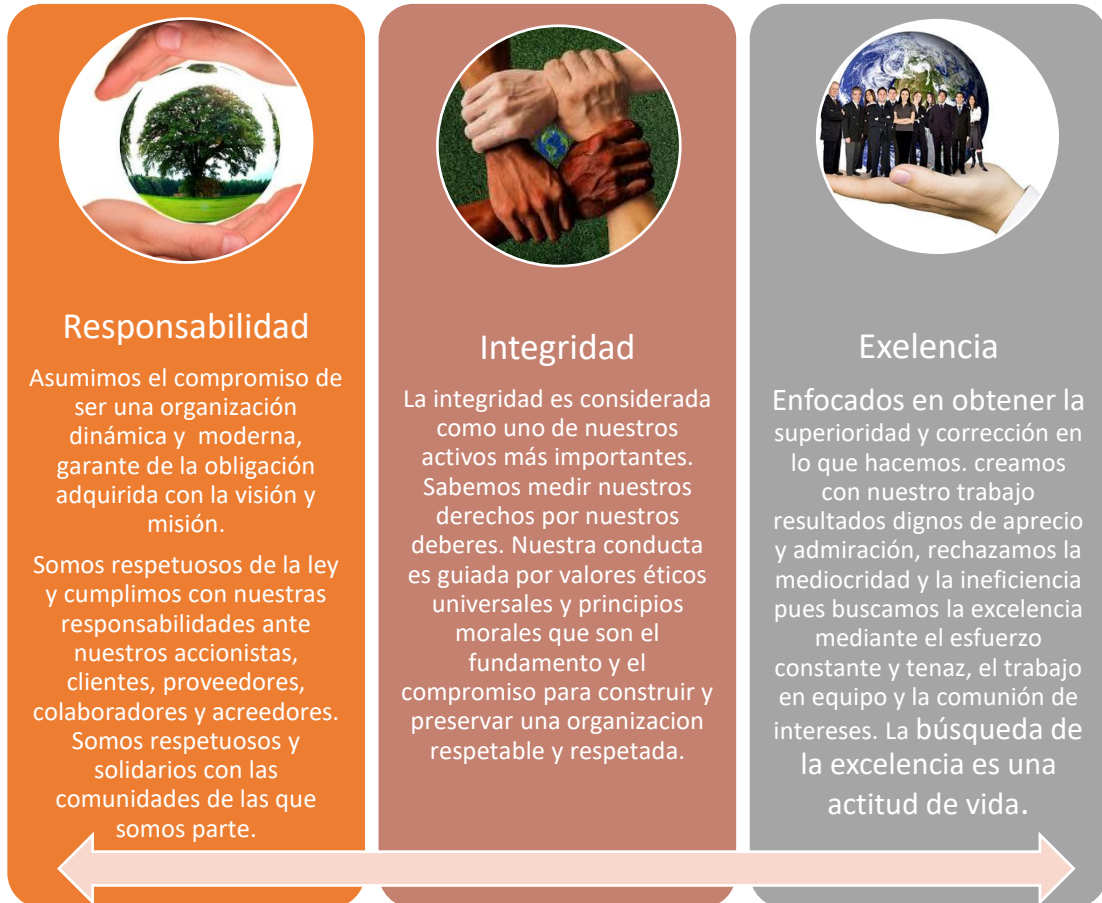 Responsabilidad
Asumimos el compromiso de
ser una organización
dinámica y  moderna,
garante de la obligación
adquirida con la visión y
misión.
Somos respetuosos de la ley
y cumplimos con nuestras
responsabilidades ante
nuestros accionistas,
clientes, proveedores,
colaboradores y acreedores.
Somos respetuosos y
solidarios con las
comunidades de las que
somos parte.
Integridad
La integridad es considerada
como uno de nuestros
activos más importantes.
Sabemos medir nuestros
derechos por nuestros
deberes. Nuestra conducta
es guiada por valores éticos
universales y principios
morales que son el
fundamento y el
compromiso para construir y
preservar una organizacion
respetable y respetada.
Exelencia
Enfocados en obtener la
superioridad y corrección en
lo que hacemos. creamos
con nuestro trabajo
resultados dignos de aprecio
y admiración, rechazamos la
mediocridad y la ineficiencia
pues buscamos la excelencia
mediante el esfuerzo
constante y tenaz, el trabajo
en equipo y la comunión de
intereses. La búsqueda de
la excelencia es una
actitud de vida.